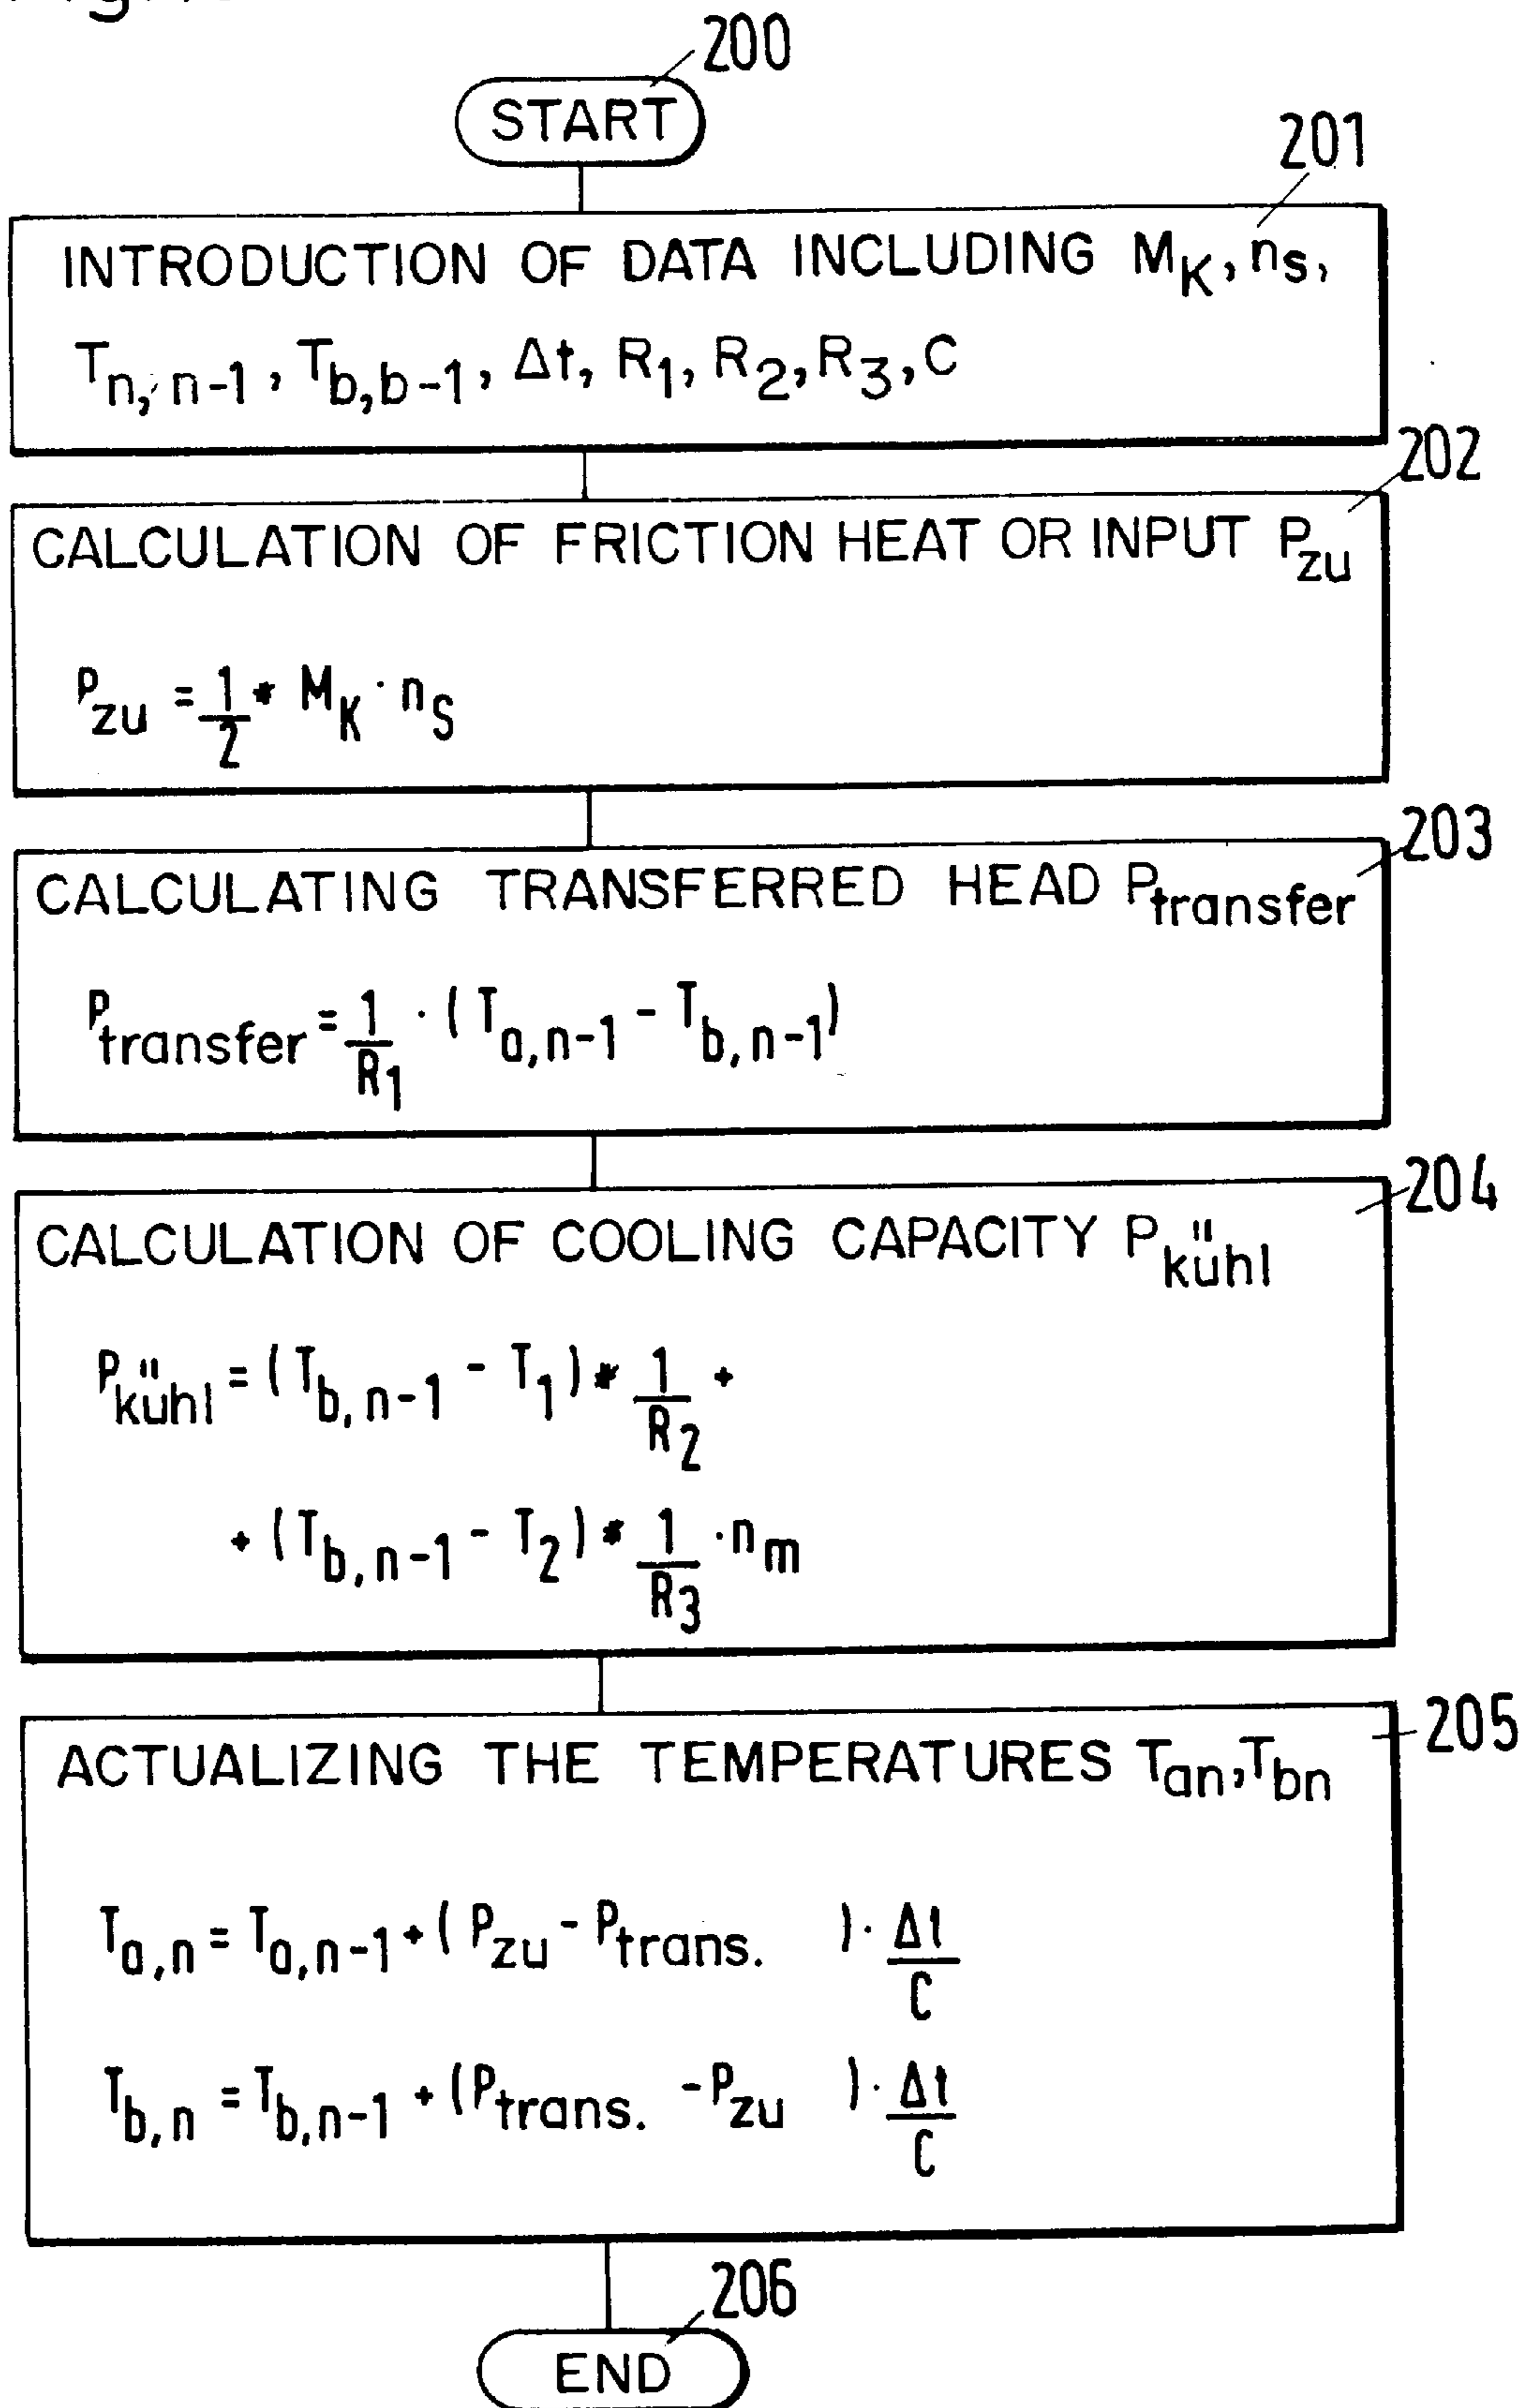 200
START
201
INTRODUCTION OF DATA INCLUDING M_K, n_s,
T_n, n-1, T_b,b-1, Δt, R_1, R_2, R_3, C
202
CALCULATION OF FRICTION HEAT OR INPUT P_zu
P_zu = 1/2 * M_K · n_S
203
CALCULATING TRANSFERRED HEAD P_transfer
P_transfer = 1/R_1 · (T_a,n-1 - T_b,n-1)
204
CALCULATION OF COOLING CAPACITY P_kühl
P_kühl = (T_b,n-1 - T_1) * 1/R_2 +
+ (T_b,n-1 - T_2) * 1/R_3 · n_m
205
ACTUALIZING THE TEMPERATURES T_an, T_bn
T_a,n = T_a,n-1 + (P_zu - P_trans. ) · Δt/C
T_b,n = T_b,n-1 + (P_trans. - P_zu ) · Δt/C
206
END